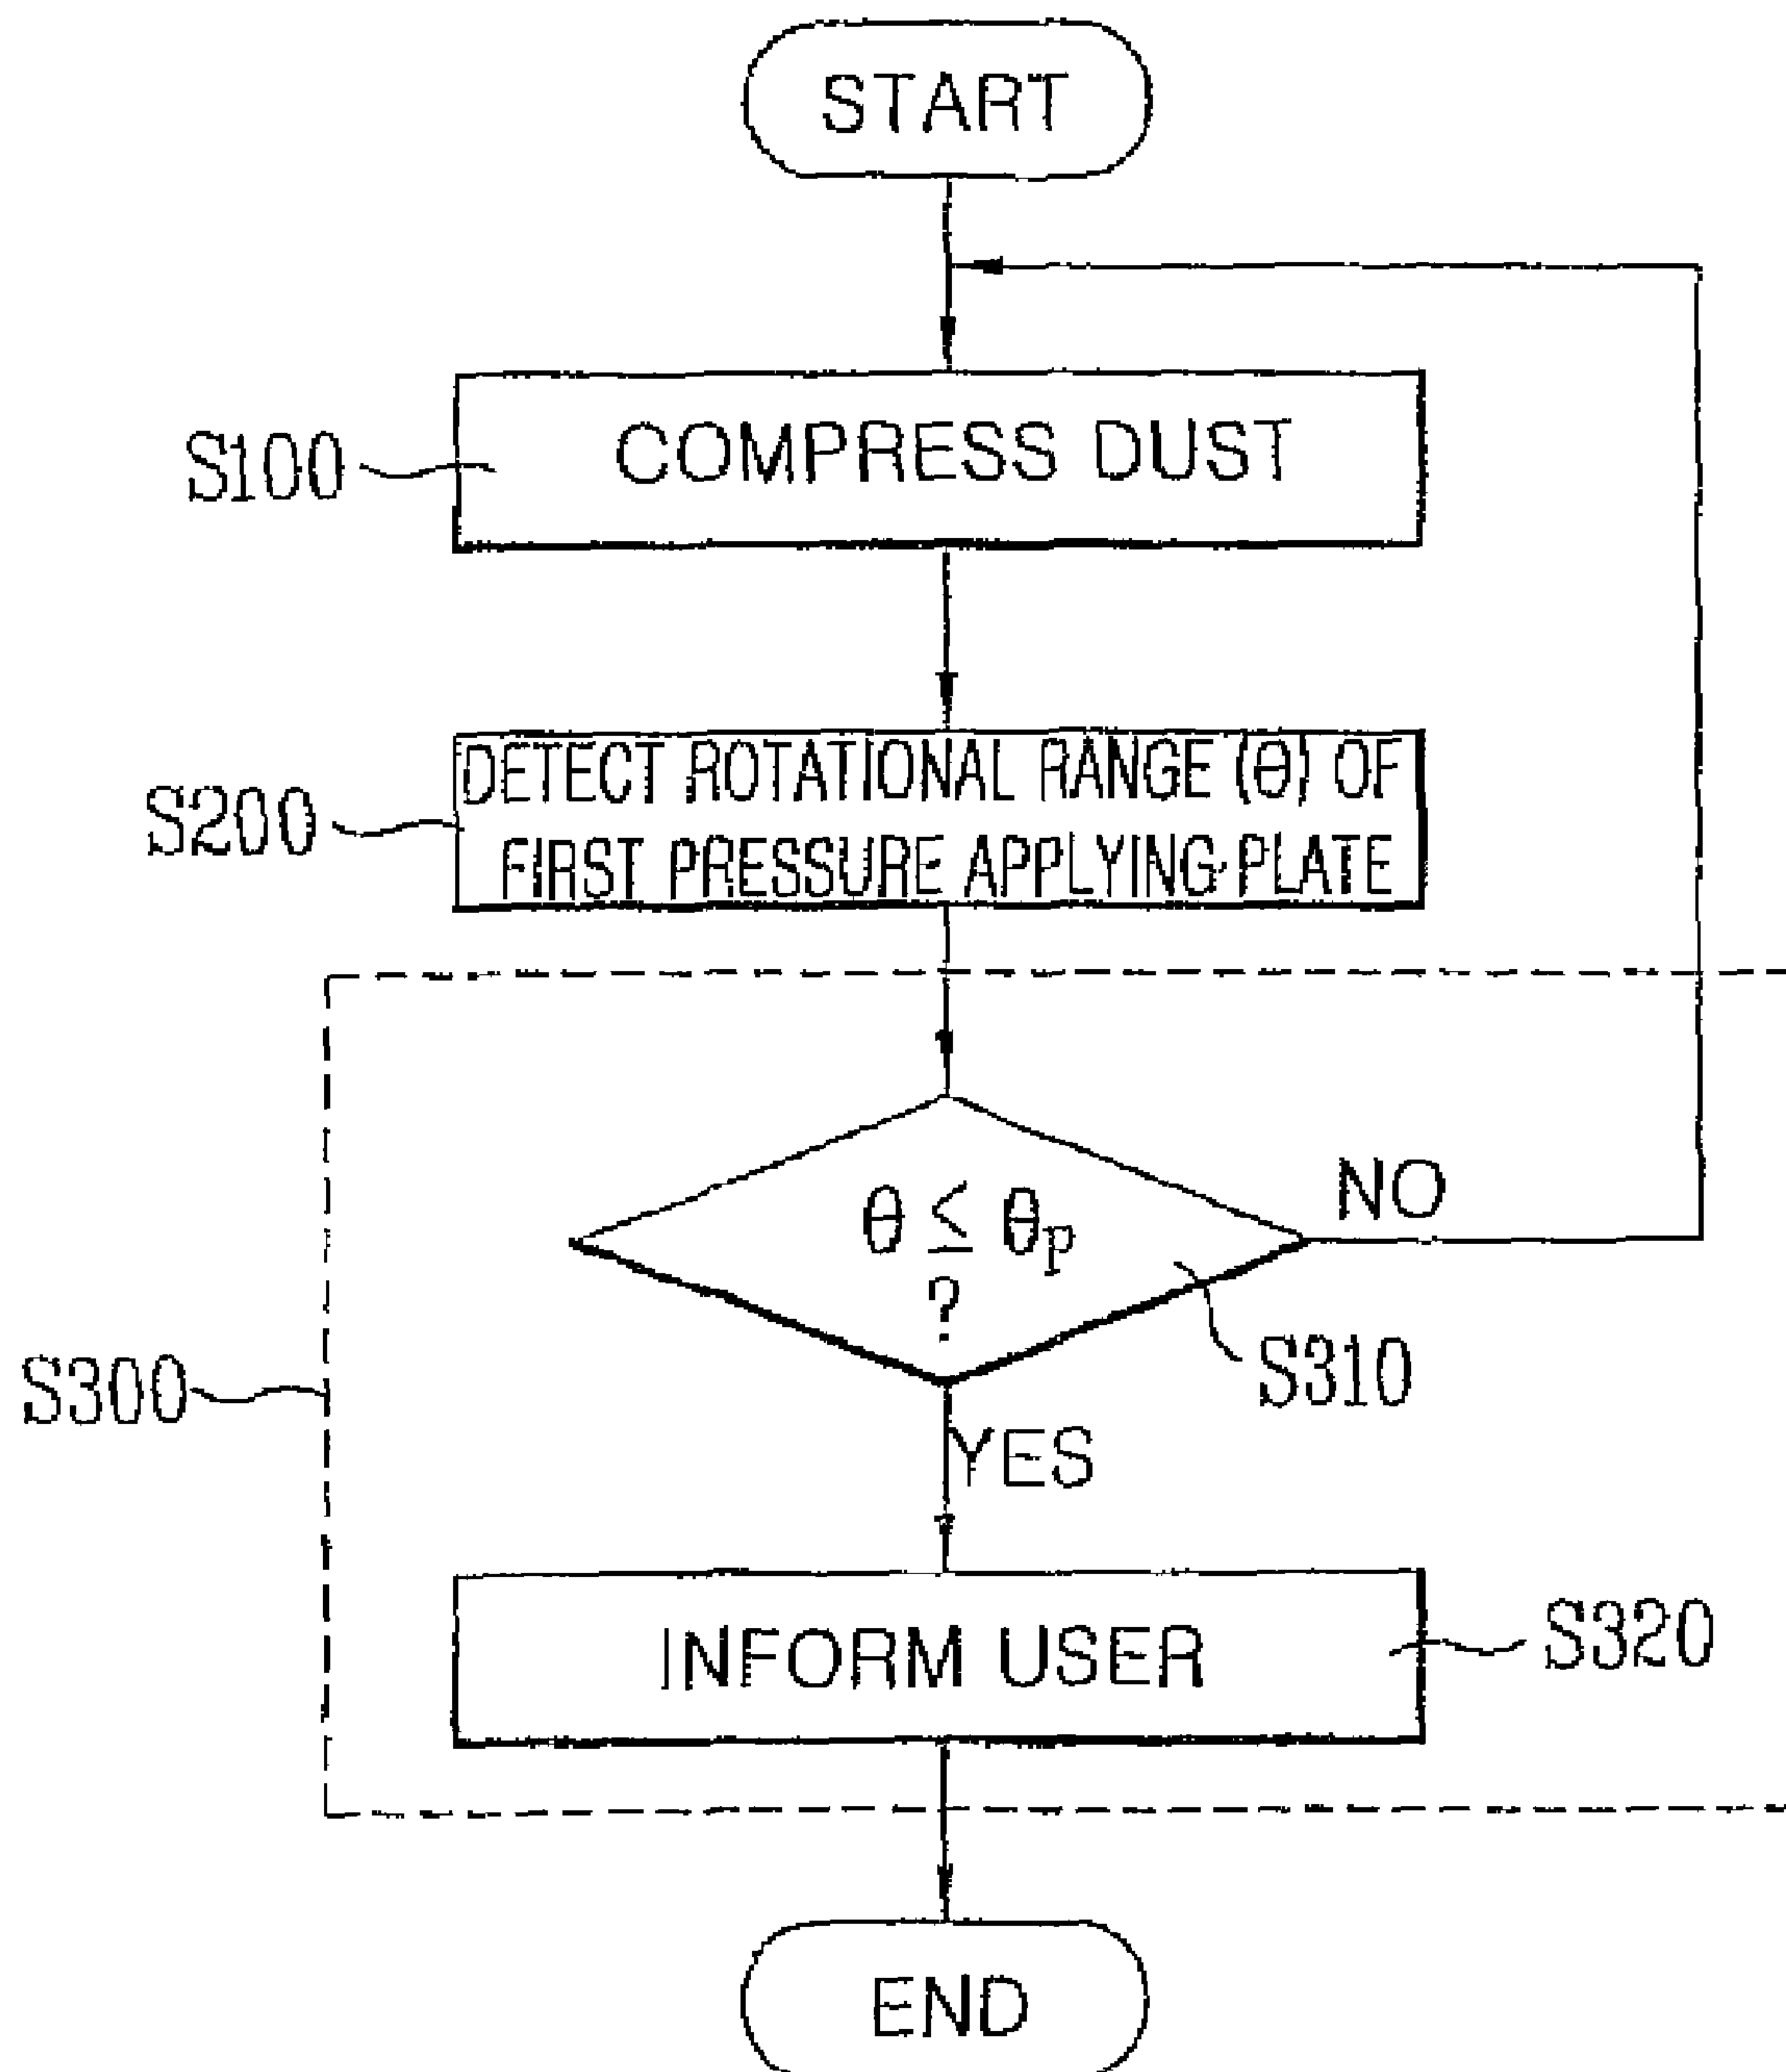 START
S100
COMPRESS DUST
S200
DETECT ROTATIONAL RANGE (θ) OF
FIRST PRESSURE APPLYING PLATE
S300
θ ≤ θp
?
NO
S310
YES
INFORM USER
S320
END